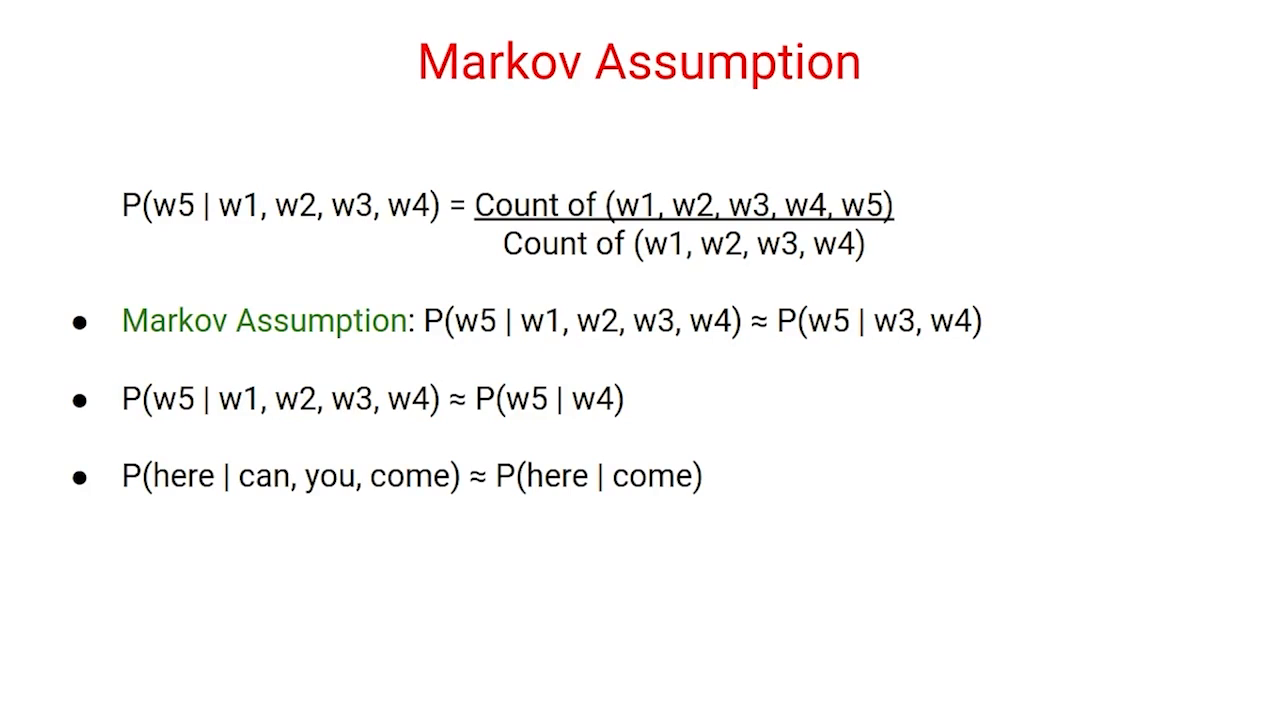 Markov Assumption
P(w5 | w1, w2, w3, w4) = Count of (w1, w2, w3, w4, w5)
Count of (w1, w2, w3, w4)
● Markov Assumption: P(w5 | w1, w2, w3, w4) ≈ P(w5 | w3, w4)
● P(w5 | w1, w2, w3, w4) ≈ P(w5 | w4)
● P(here | can, you, come) ≈ P(here | come)